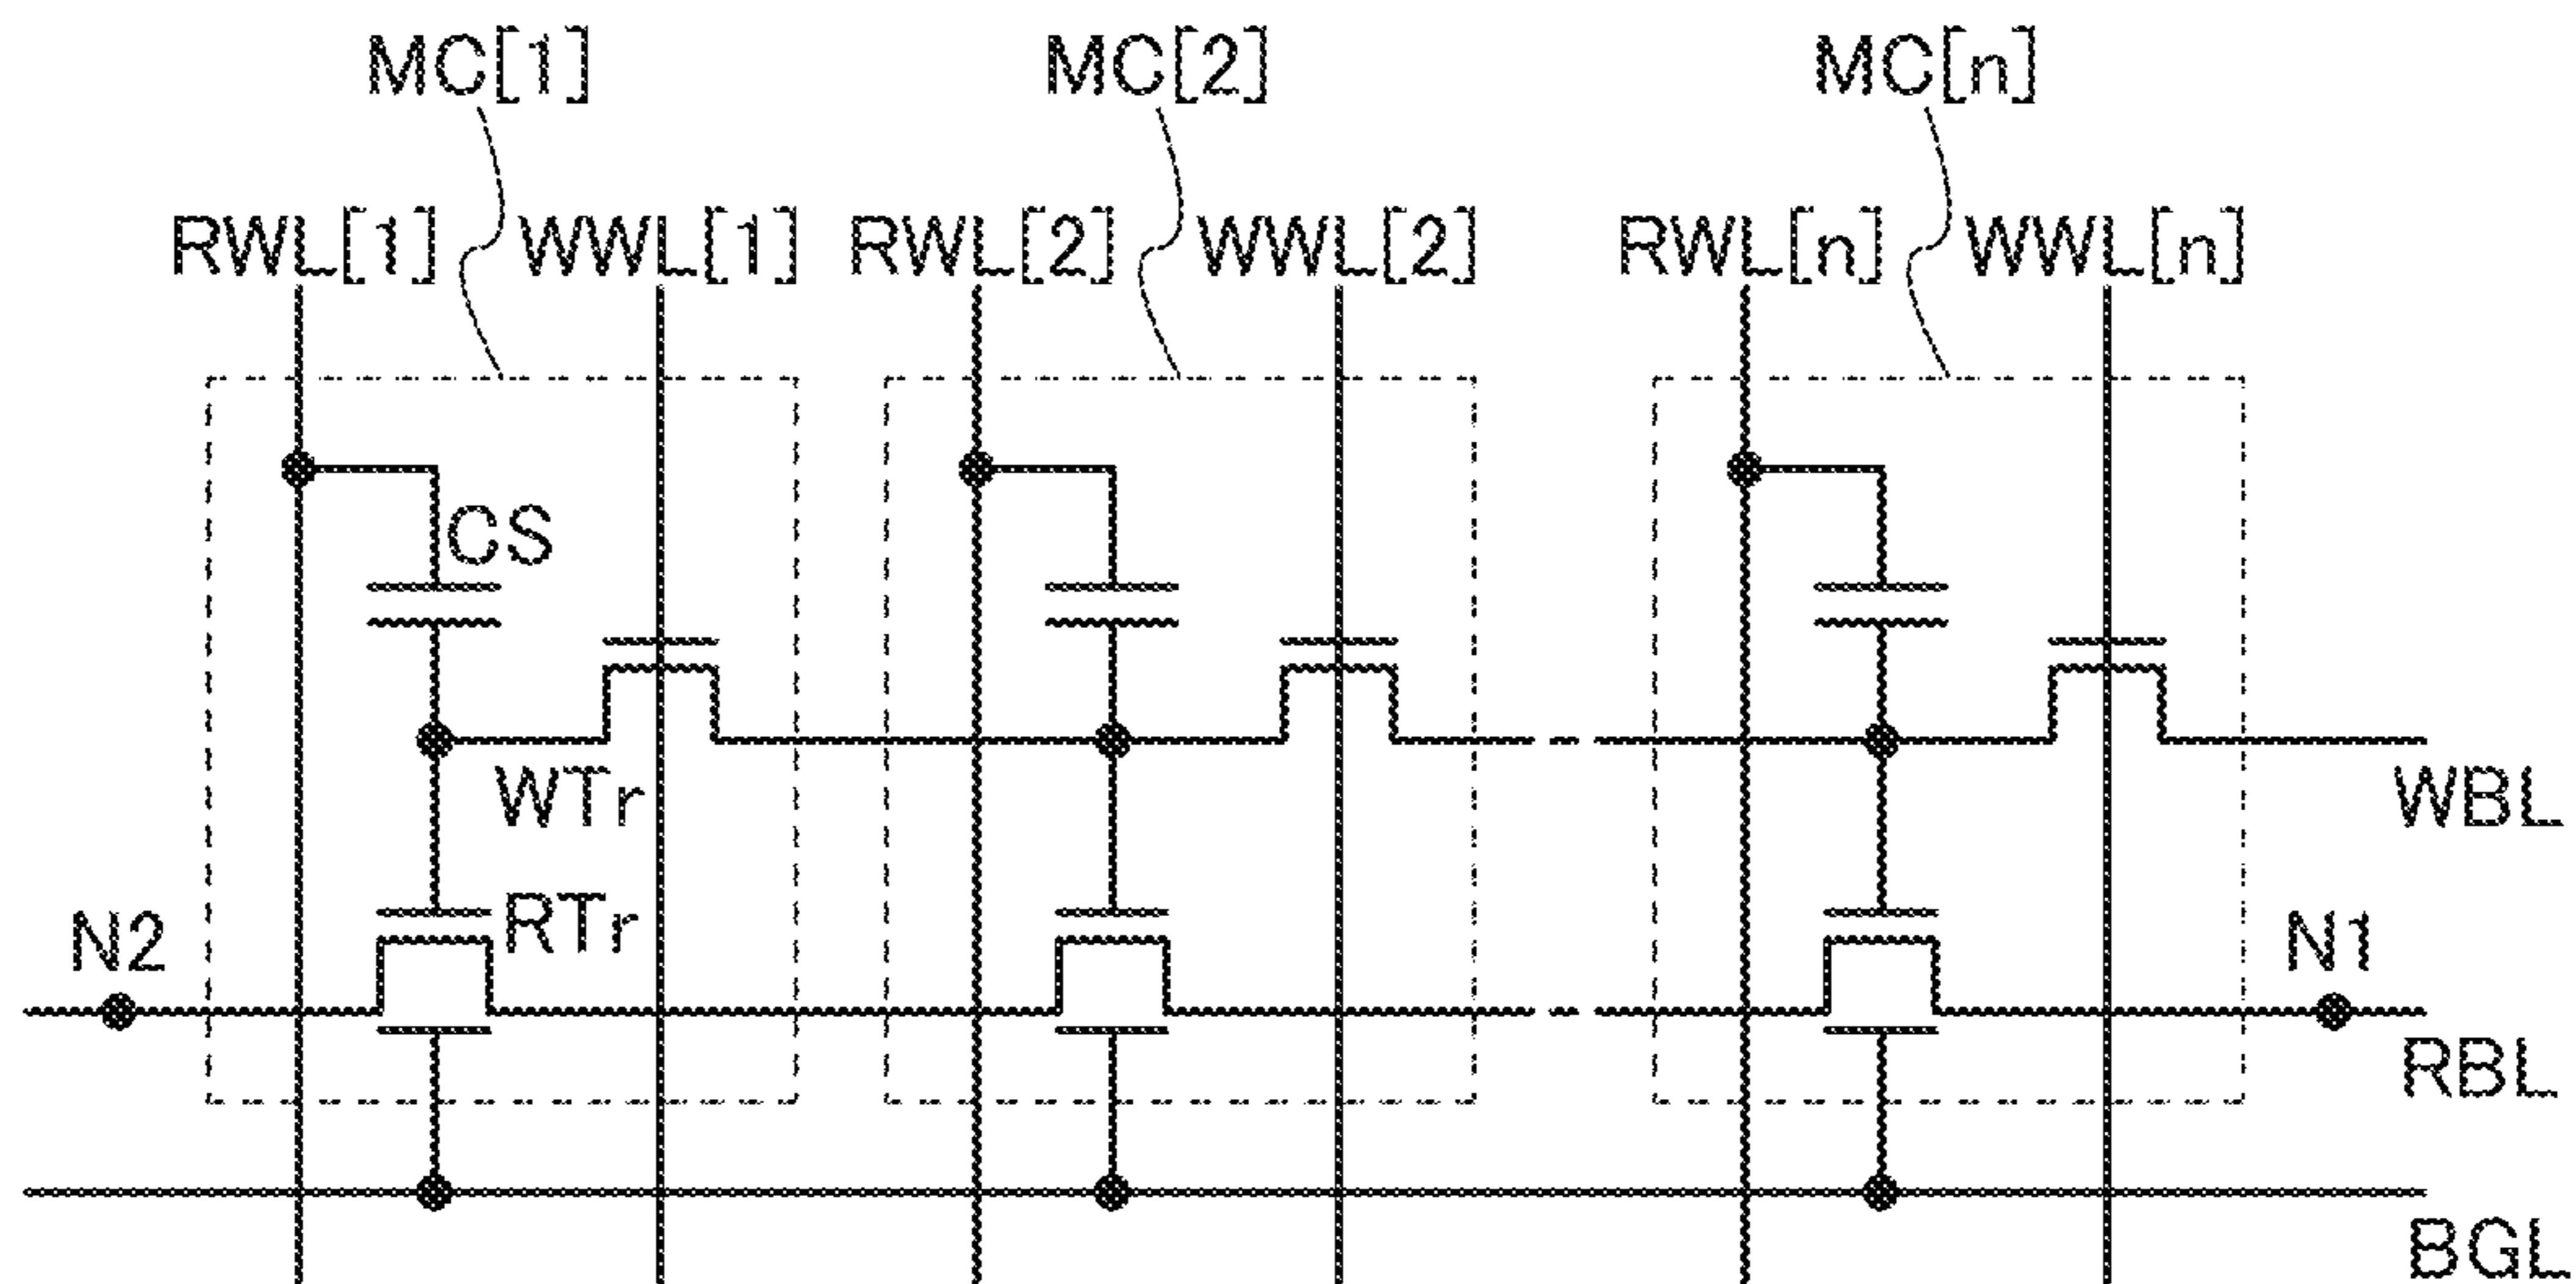 MC[1] MC[2] MC[n]
RWL[1] WWL[1] RWL[2] WWL[2] RWL[n] WWL[n]
CS
WTr
WBL
RTr
N2
N1
RBL
BGL